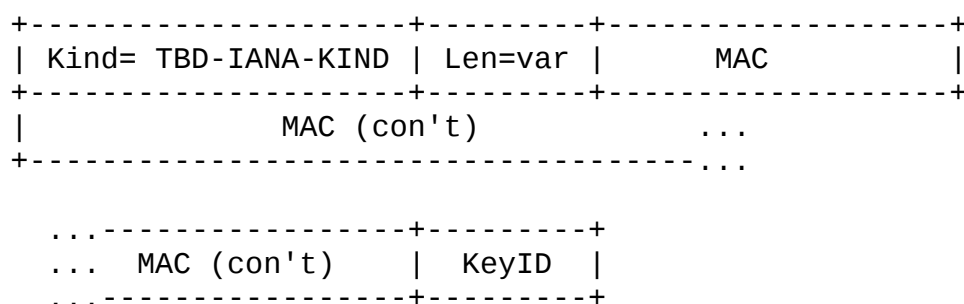 +---------------------+---------+-------------------+
| Kind= TBD-IANA-KIND | Len=var |      MAC          |
+---------------------+---------+-------------------+
|              MAC (con't)            ...
+-------------------------------------...

  ...-----------------+---------+
  ...  MAC (con't)    |  KeyID  |
  ...-----------------+---------+